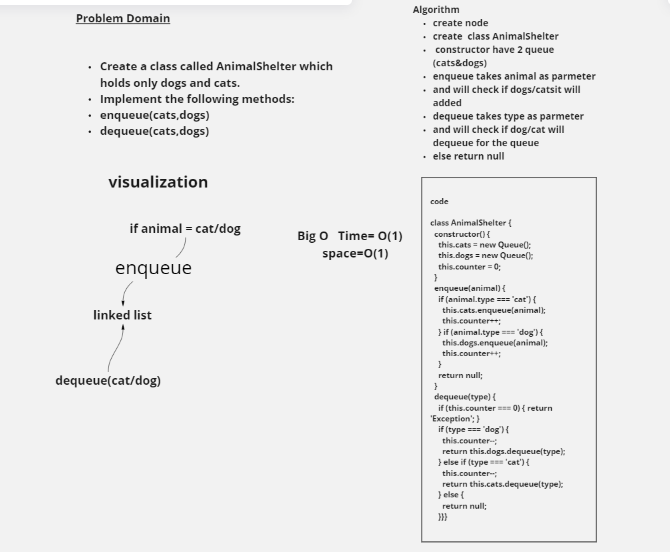 Problem Domain
Create a class called AnimalShelter which
holds only dogs and cats.
Implement the following methods:
enqueue(cats,dogs)
dequeue(cats,dogs)
visualization
if animal = cat/dog
enqueue
linked list
dequeue(cat/dog)
Big O Time= O(1)
space=O(1)
Algorithm
create node
create class AnimalShelter
constructor have 2 queue
(cats&dogs)
enqueue takes animal as parmeter
and will check if dogs/catsit will
added
dequeue takes type as parmeter
and will check if dog/cat will
dequeue for the queue
else return null
code
class AnimalShelter {
constructor() {
this.cats = new Queue();
this.dogs = new Queue();
this.counter = 0;
}
enqueue(animal) {
if (animal.type === 'cat') {
this.cats.enqueue(animal);
this.counter++;
} if (animal.type === 'dog') {
this.dogs.enqueue(animal);
this.counter++;
}
return null;
}
dequeue(type) {
if (this.counter === 0) { return
'Exception'; }
if (type === 'dog') {
this.counter--;
return this.dogs.dequeue(type);
} else if (type === 'cat') {
this.counter--;
return this.cats.dequeue(type);
} else {
return null;
}}}